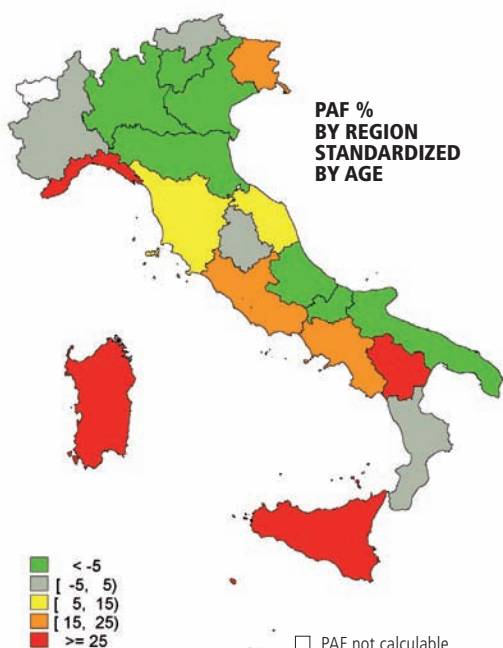 PAF %
BY REGION
STANDARDIZED
BY AGE
< -5
[ -5, 5)
[ 5, 15)
[ 15, 25)
>= 25
PAF not calculable